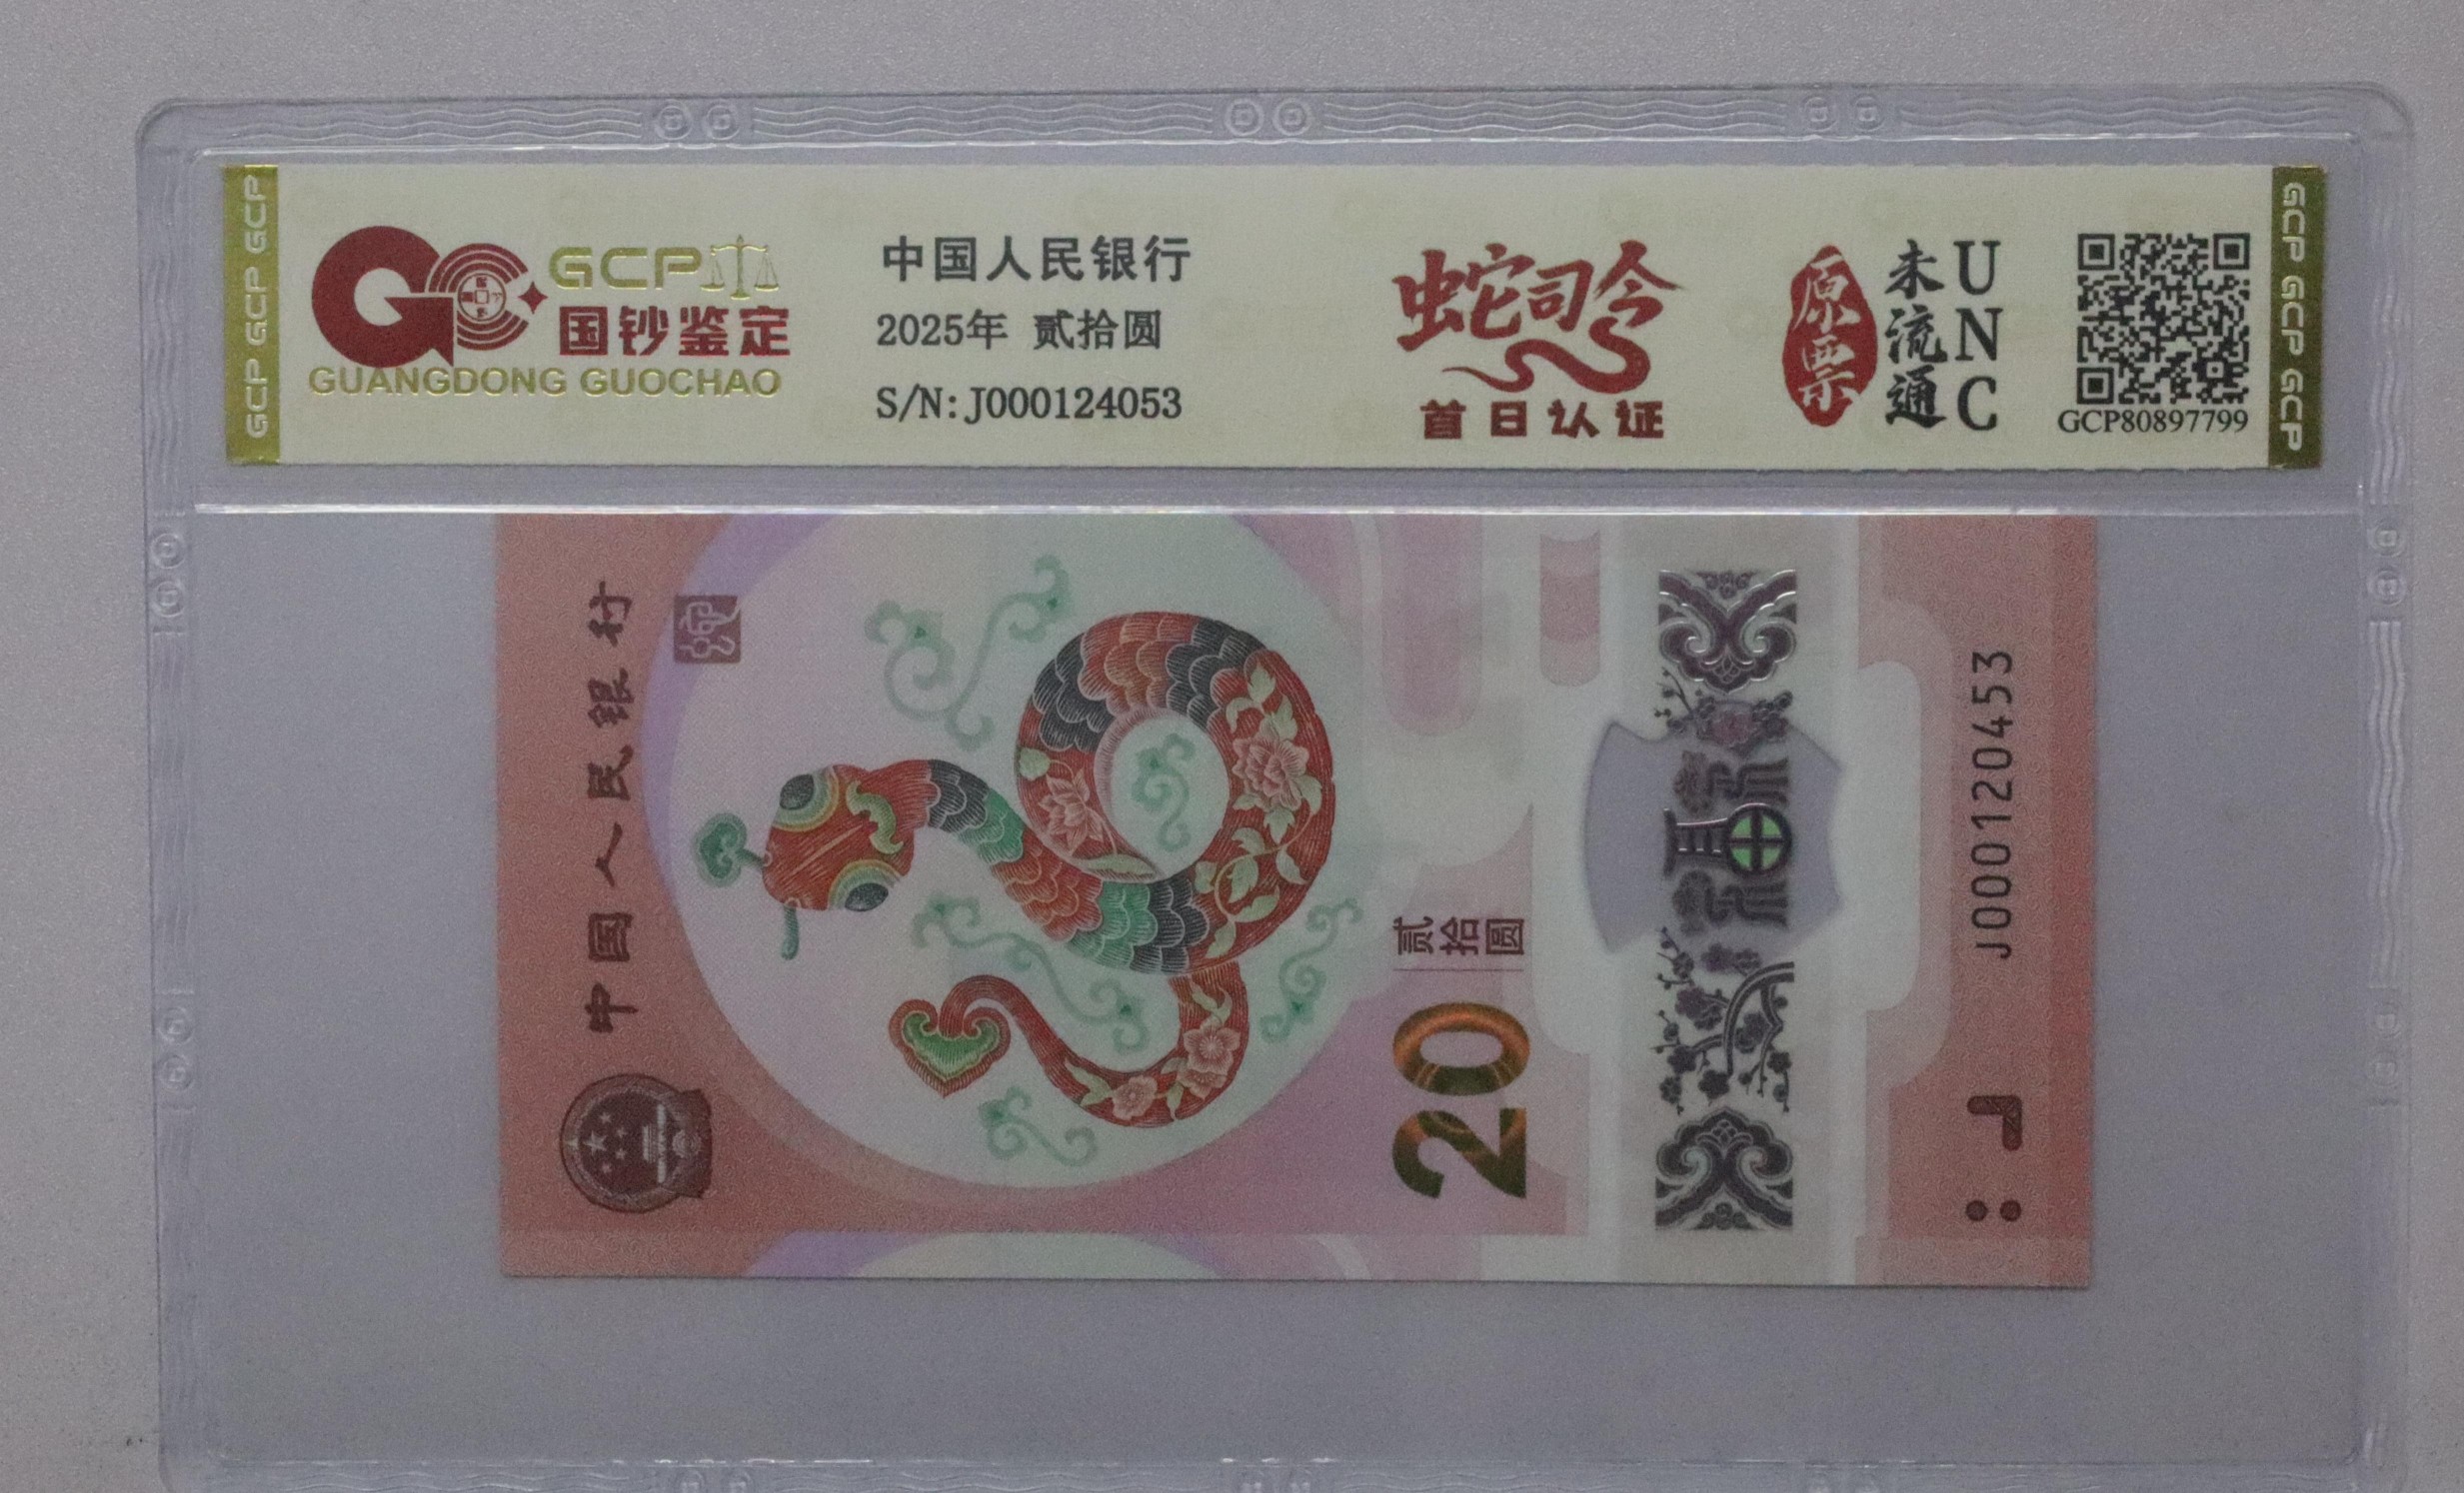 GCP GCP GCP
GCP
国钞鉴定
GUANGDONG GUOCHAO
中国人民银行
2025年 贰拾圆
S/N: J000124053
蛇司令
首日认证
原票
未流通
UNC
GCP80897799
GCP GCP GCP
中国人民银行
20 贰拾圆
福
J000120453